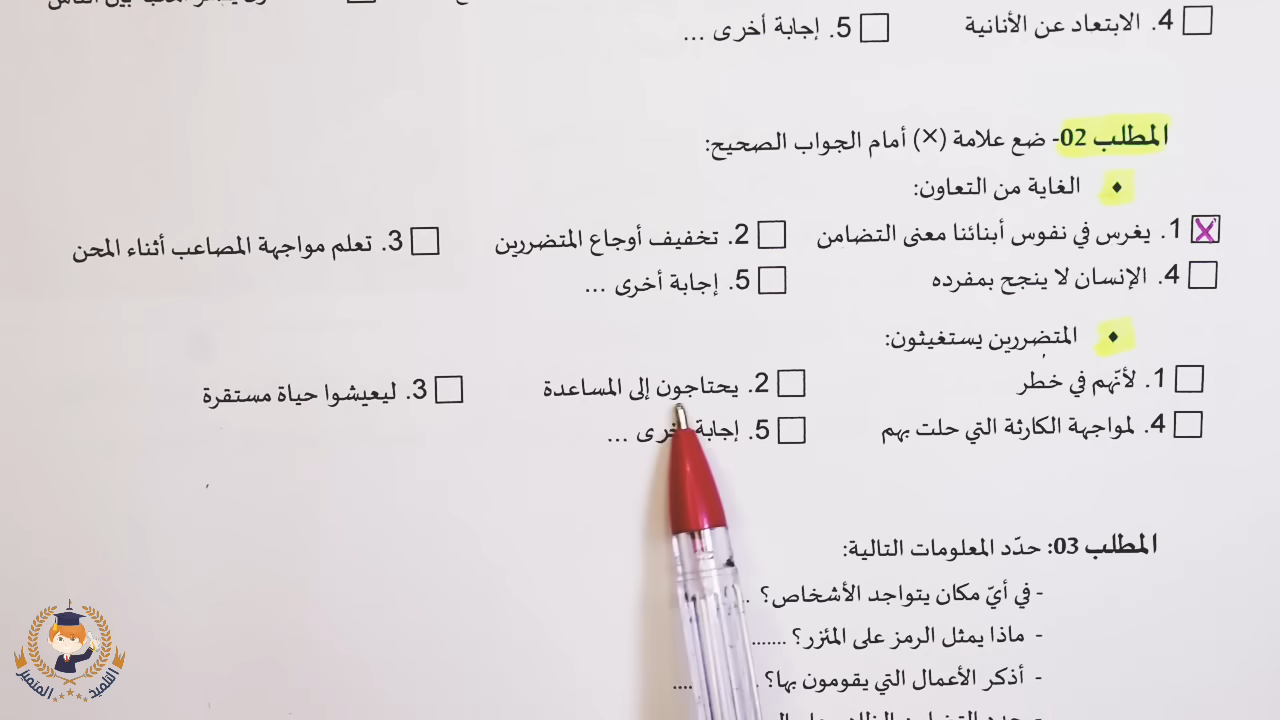 4. الابتعاد عن الأنانية 5. إجابة أخرى ...
المطلب 02- ضع علامة (×) أمام الجواب الصحيح:
♦ الغاية من التعاون:
1. يغرس في نفوس أبنائنا معنى التضامن 2. تخفيف أوجاع المتضررين 3. تعلم مواجهة المصاعب أثناء المحن
4. الإنسان لا ينجح بمفرده 5. إجابة أخرى ...
♦ المتضررين يستغيثون:
1. لأنّهم في خطر 2. يحتاجون إلى المساعدة 3. ليعيشوا حياة مستقرة
4. لمواجهة الكارثة التي حلت بهم 5. إجابة أخرى ...
المطلب 03: حدّد المعلومات التالية:
- في أيّ مكان يتواجد الأشخاص؟ ..
- ماذا يمثل الرمز على المئزر؟ .......
- أذكر الأعمال التي يقومون بها؟ .... 
التلميذ المتميز